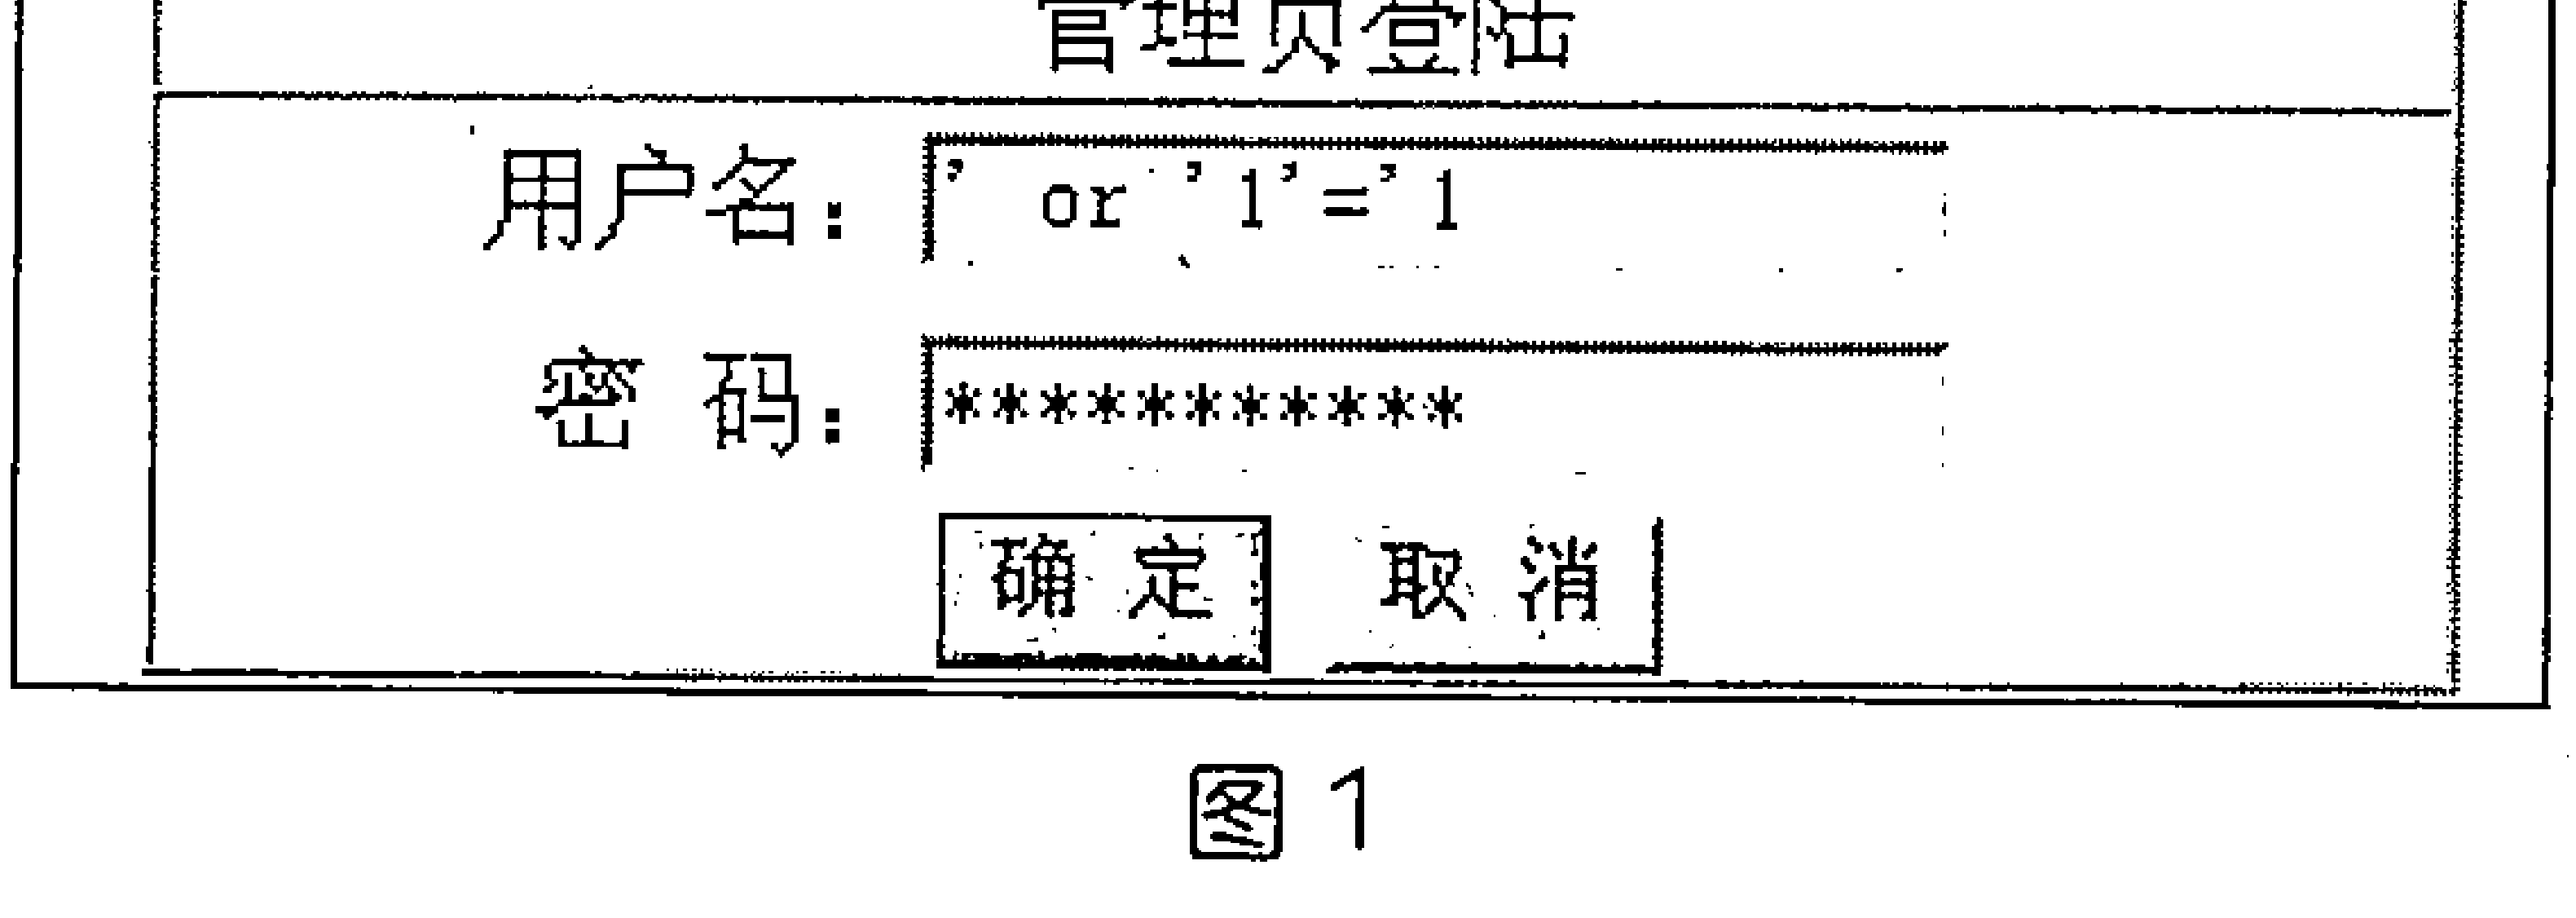 管理员登陆
用户名: ' or '1'='1
密 码: ***********
确 定 取 消
图 1